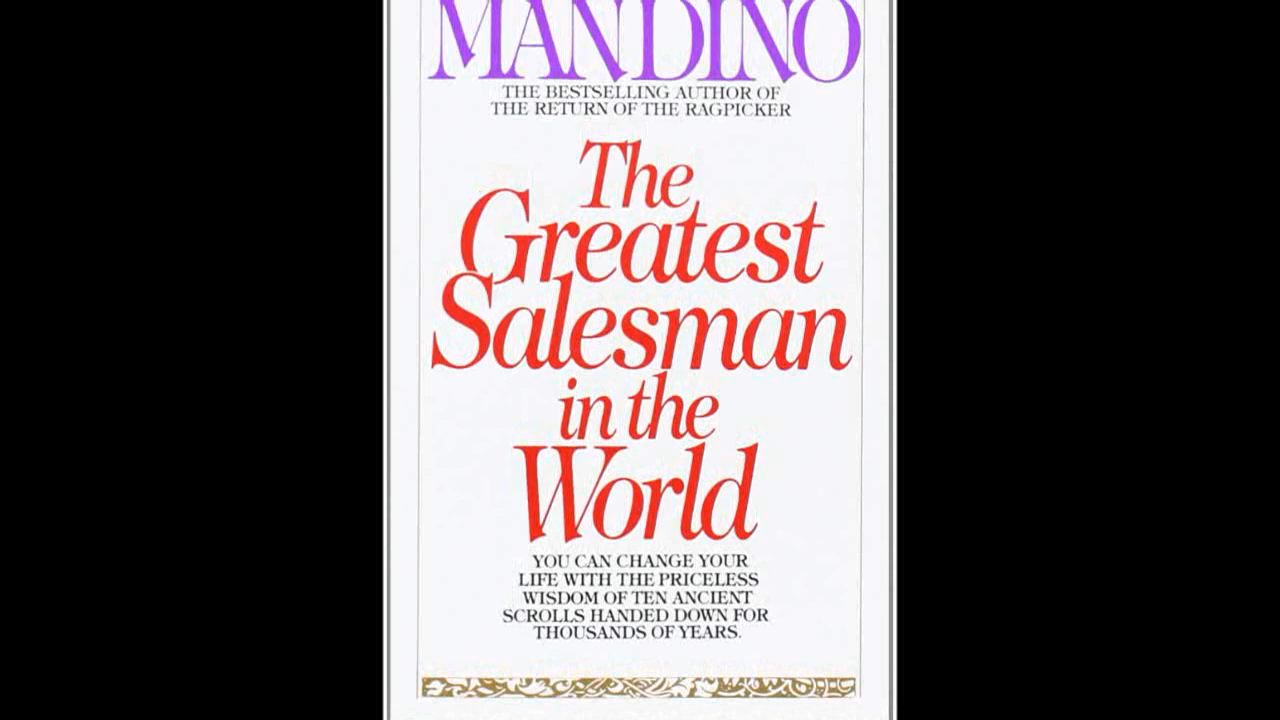 MANDINO
THE BESTSELLING AUTHOR OF
THE RETURN OF THE RAGPICKER
The
Greatest
Salesman
in the
World
YOU CAN CHANGE YOUR
LIFE WITH THE PRICELESS
WISDOM OF TEN ANCIENT
SCROLLS HANDED DOWN FOR
THOUSANDS OF YEARS.